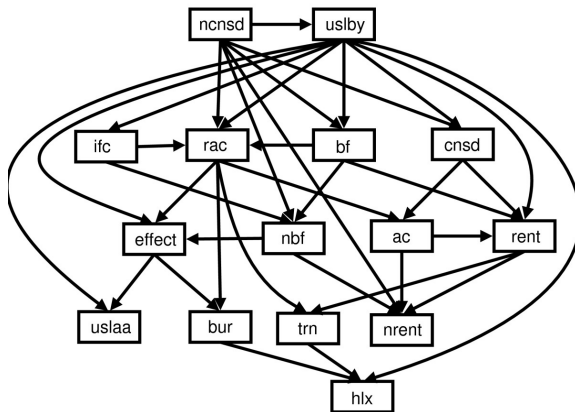 ncnsd uslby
ifc rac bf cnsd
effect nbf ac rent
uslaa bur trn nrent
hlx